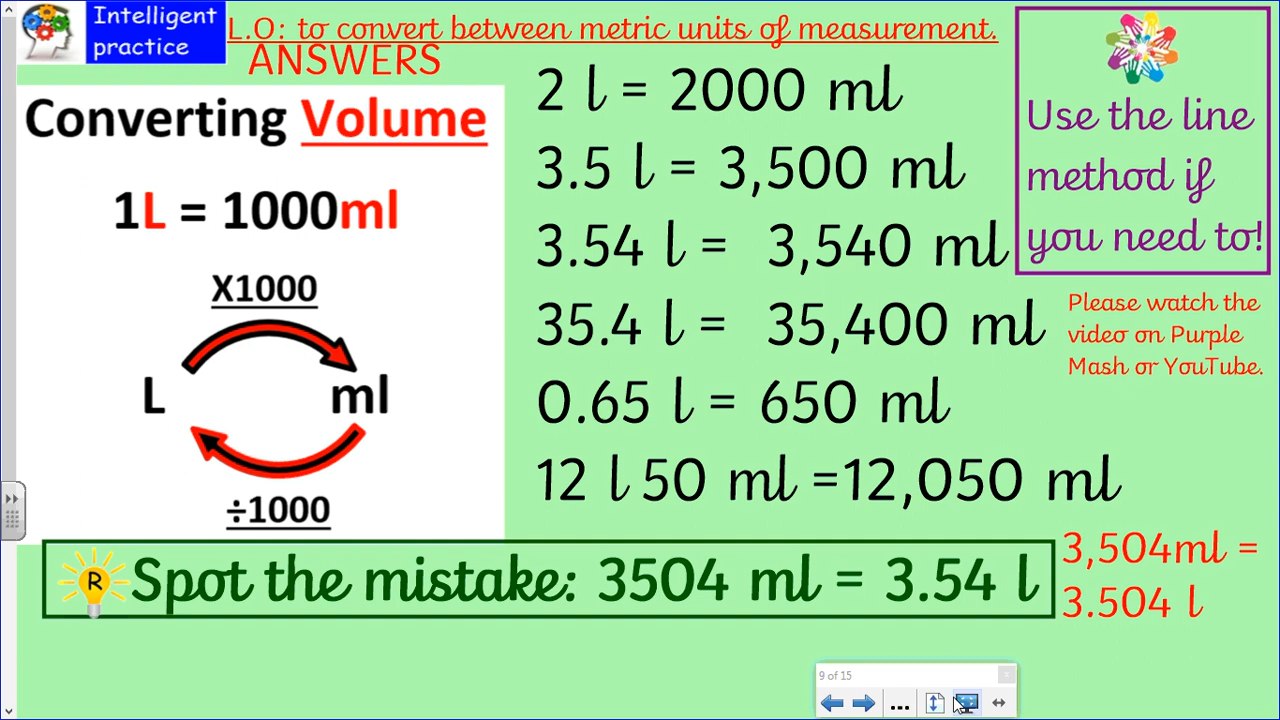 Intelligent
practice
L.O: to convert between metric units of measurement.
ANSWERS
Converting Volume
1L = 1000ml
X1000
L ml
÷1000
2 l = 2000 ml
3.5 l = 3,500 ml
3.54 l = 3,540 ml
35.4 l = 35,400 ml
0.65 l = 650 ml
12 l 50 ml =12,050 ml
Use the line
method if
you need to!
Please watch the
video on Purple
Mash or YouTube.
R
Spot the mistake: 3504 ml = 3.54 l
3,504ml =
3.504 l
9 of 15
x
...